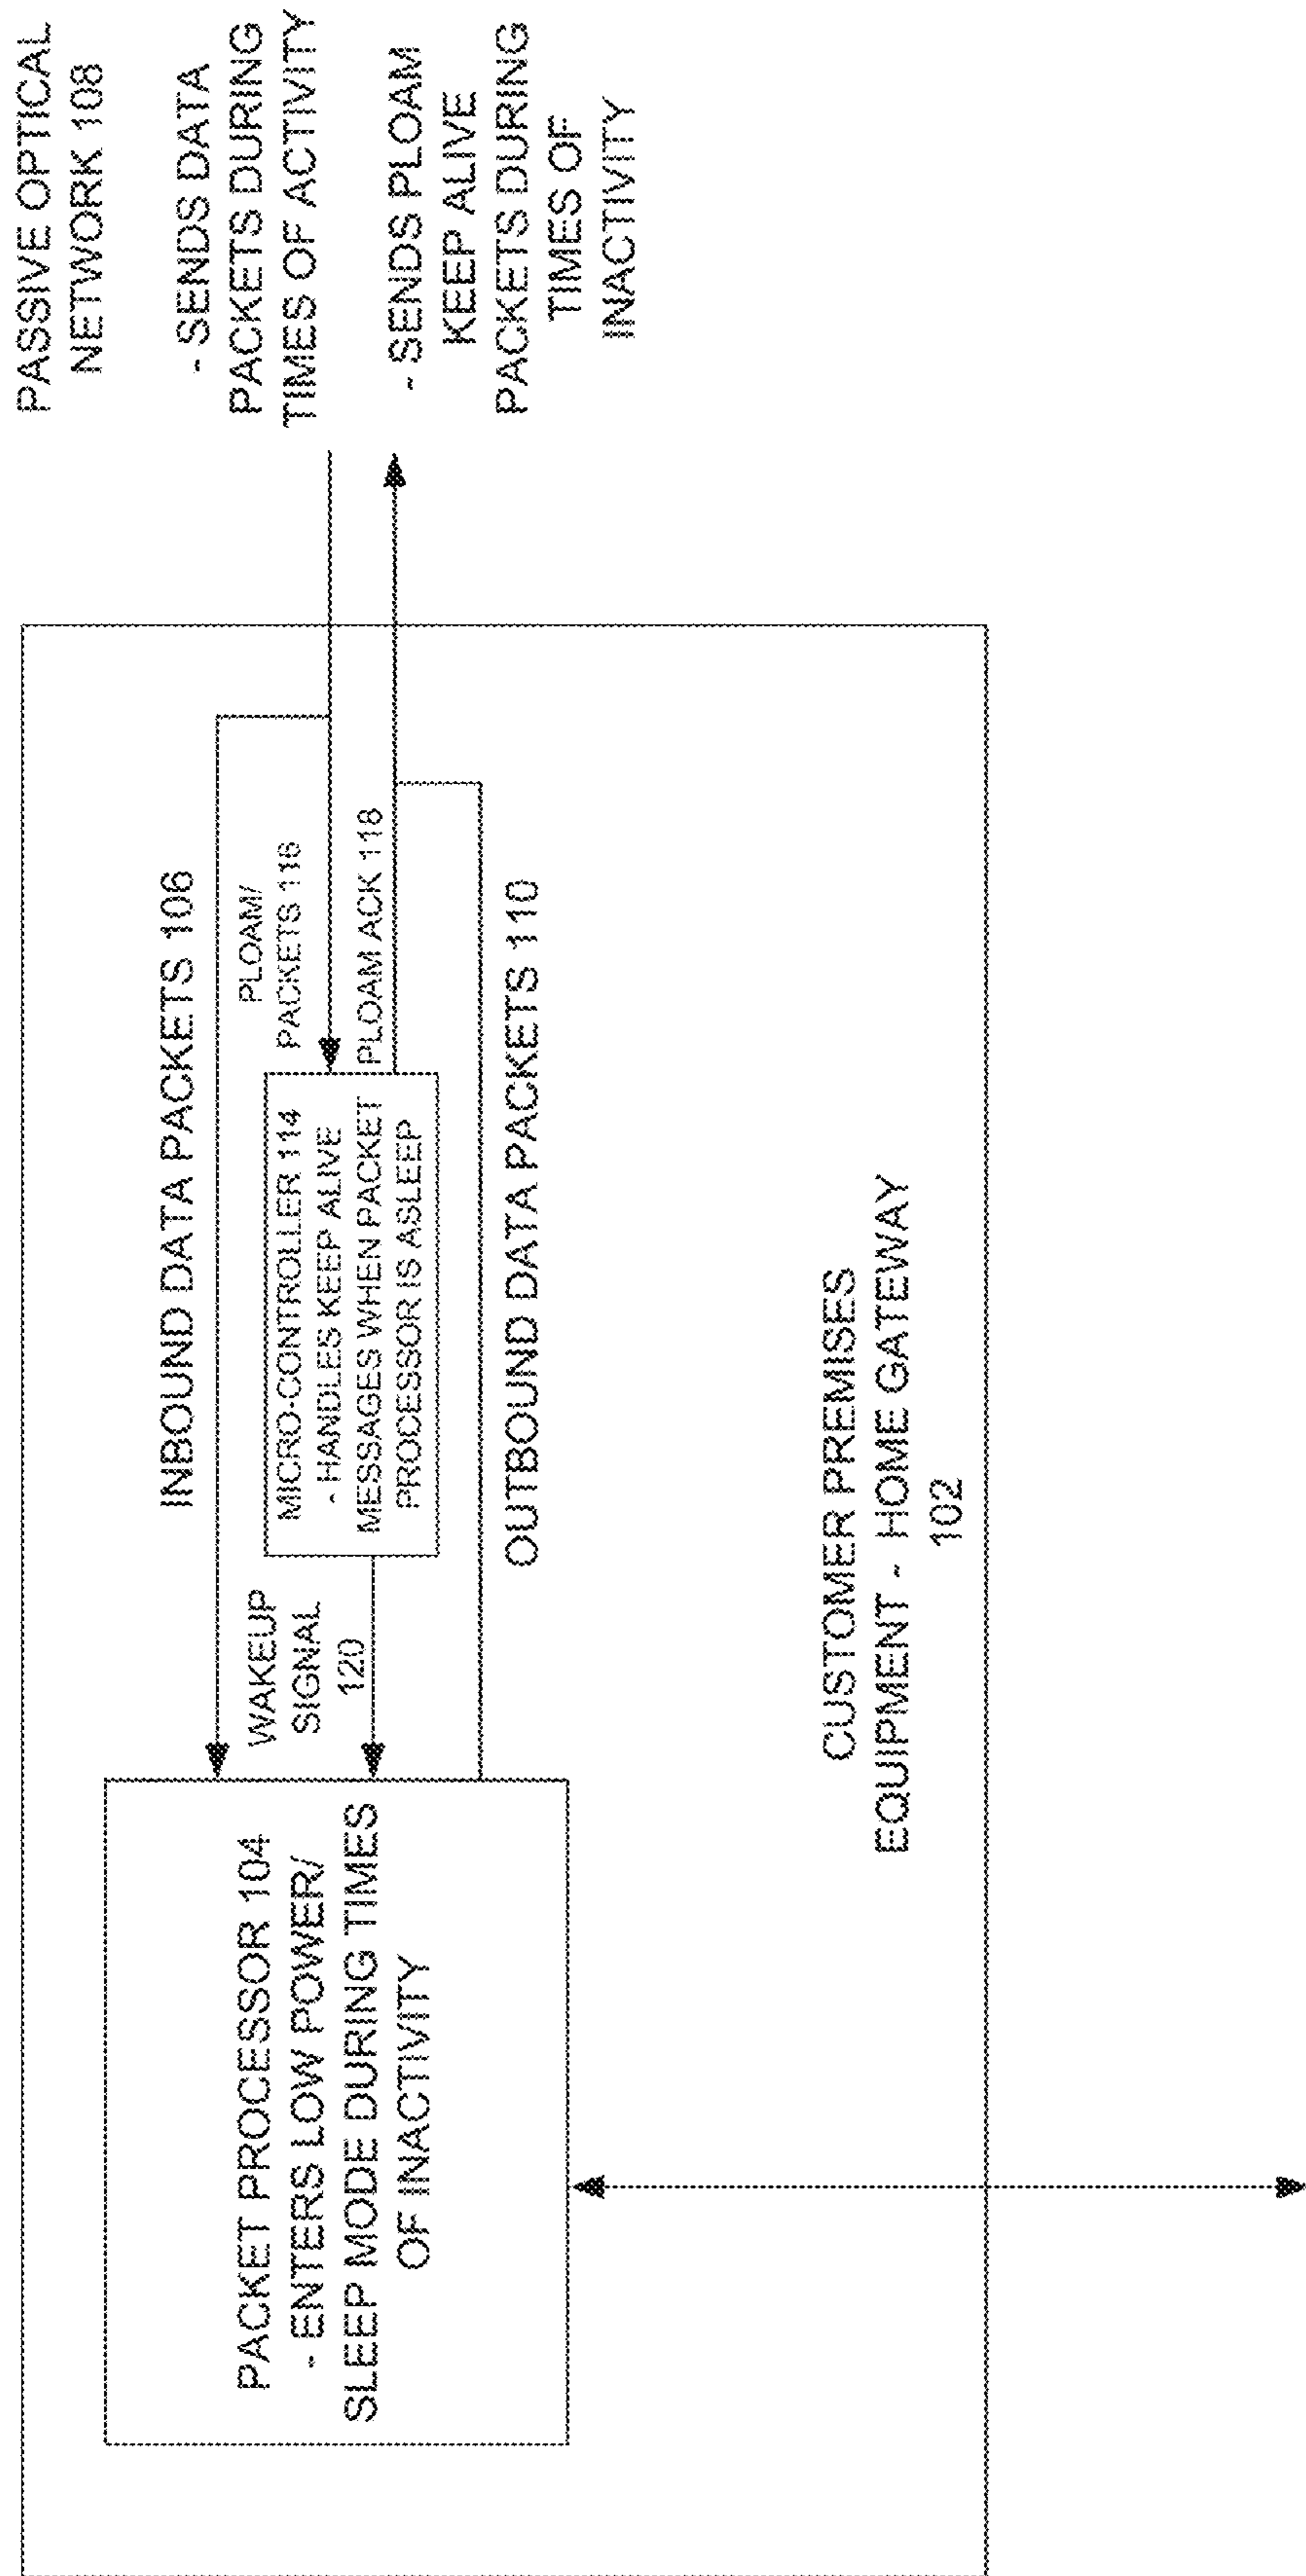 PASSIVE OPTICAL
NETWORK 108
- SENDS DATA
PACKETS DURING
TIMES OF ACTIVITY
- SENDS PLOAM
KEEP ALIVE
PACKETS DURING
TIMES OF
INACTIVITY
INBOUND DATA PACKETS 106
PLOAM/
PACKETS 116
PLOAM ACK 118
MICRO-CONTROLLER 114
- HANDLES KEEP ALIVE
MESSAGES WHEN PACKET
PROCESSOR IS ASLEEP
OUTBOUND DATA PACKETS 110
WAKEUP
SIGNAL
120
PACKET PROCESSOR 104
- ENTERS LOW POWER/
SLEEP MODE DURING TIMES
OF INACTIVITY
CUSTOMER PREMISES
EQUIPMENT - HOME GATEWAY
102